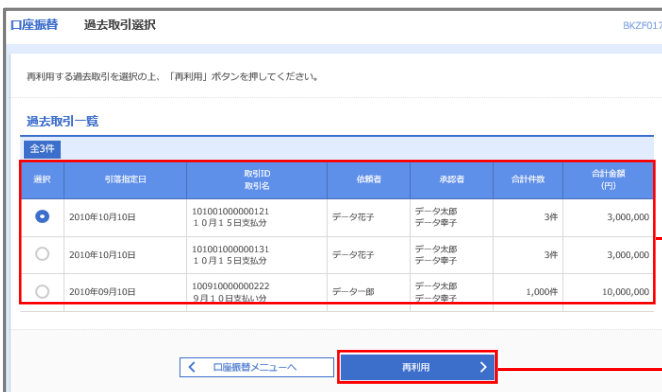 口座振替 過去取引選択 BKZF017
再利用する過去取引を選択の上、「再利用」ボタンを押してください。
過去取引一覧
全3件
選択 引落指定日 取引ID 取引名 依頼者 承認者 合計件数 合計金額 (円)
2010年10月10日 101001000000121 データ花子 データ太郎 3件 3,000,000
10月15日支払分 データ幸子
2010年10月10日 101001000000131 データ花子 データ太郎 3件 3,000,000
10月15日支払分 データ幸子
2010年09月10日 100910000000222 データ一郎 データ太郎 1,000件 10,000,000
9月10日支払い分 データ幸子
口座振替メニューへ 再利用